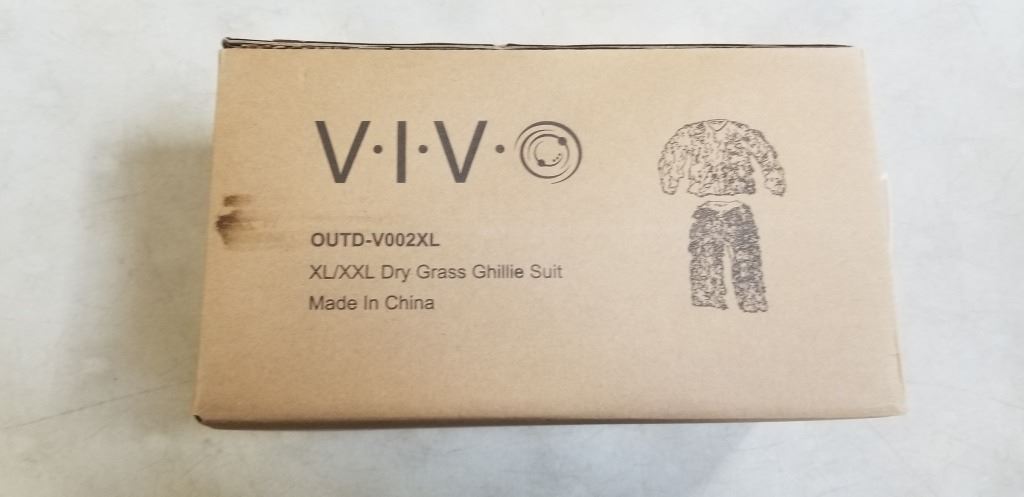 V·I·V·O
OUTD-V002XL
XL/XXL Dry Grass Ghillie Suit
Made In China